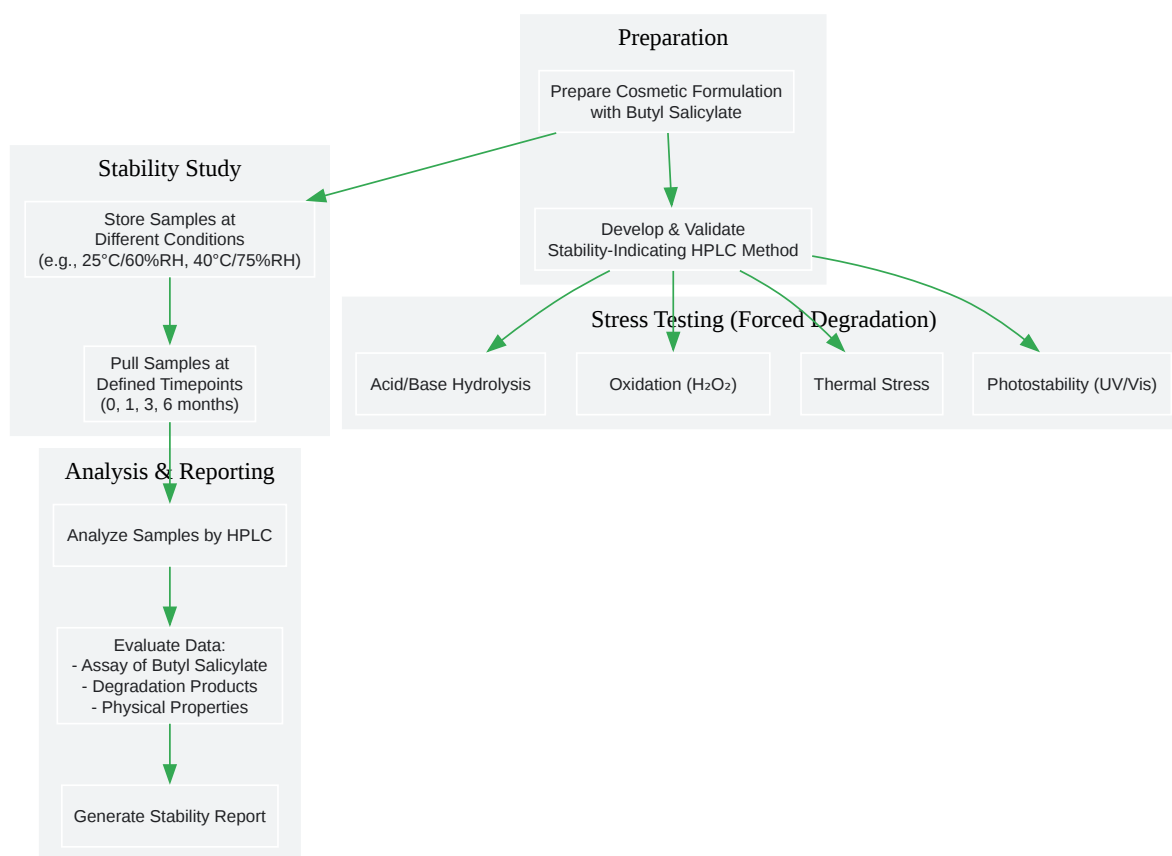 Preparation
Prepare Cosmetic Formulation
with Butyl Salicylate
Develop & Validate
Stability-Indicating HPLC Method
Stability Study
Store Samples at
Different Conditions
(e.g., 25°C/60%RH, 40°C/75%RH)
Pull Samples at
Defined Timepoints
(0, 1, 3, 6 months)
Stress Testing (Forced Degradation)
Acid/Base Hydrolysis
Oxidation (H₂O₂)
Thermal Stress
Photostability (UV/Vis)
Analysis & Reporting
Analyze Samples by HPLC
Evaluate Data:
- Assay of Butyl Salicylate
- Degradation Products
- Physical Properties
Generate Stability Report